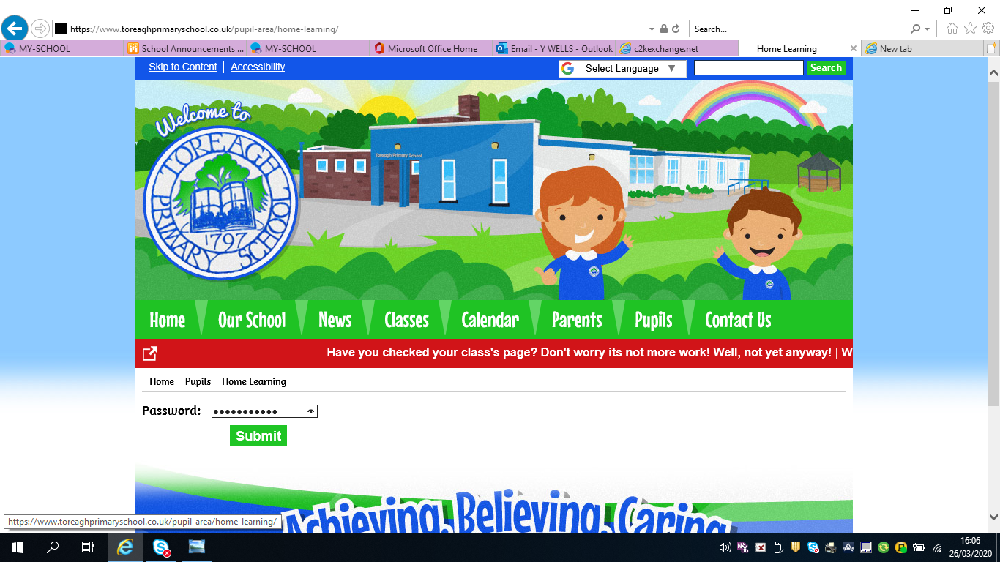 https://www.toreaghprimaryschool.co.uk/pupil-area/home-learning/
Search...
MY-SCHOOL
School Announcements ...
MY-SCHOOL
Microsoft Office Home
Email - Y WELLS - Outlook
c2kexchange.net
Home Learning
New tab
Skip to Content
Accessibility
Select Language
Search
Welcome to
TOREAGH PRIMARY SCHOOL
1797
Toreagh Primary School
Home
Our School
News
Classes
Calendar
Parents
Pupils
Contact Us
Have you checked your class's page? Don't worry its not more work! Well, not yet anyway! | W
Home Pupils Home Learning
Password:
Submit
Achieving, Believing, Caring
https://www.toreaghprimaryschool.co.uk/pupil-area/home-learning/
16:06
26/03/2020